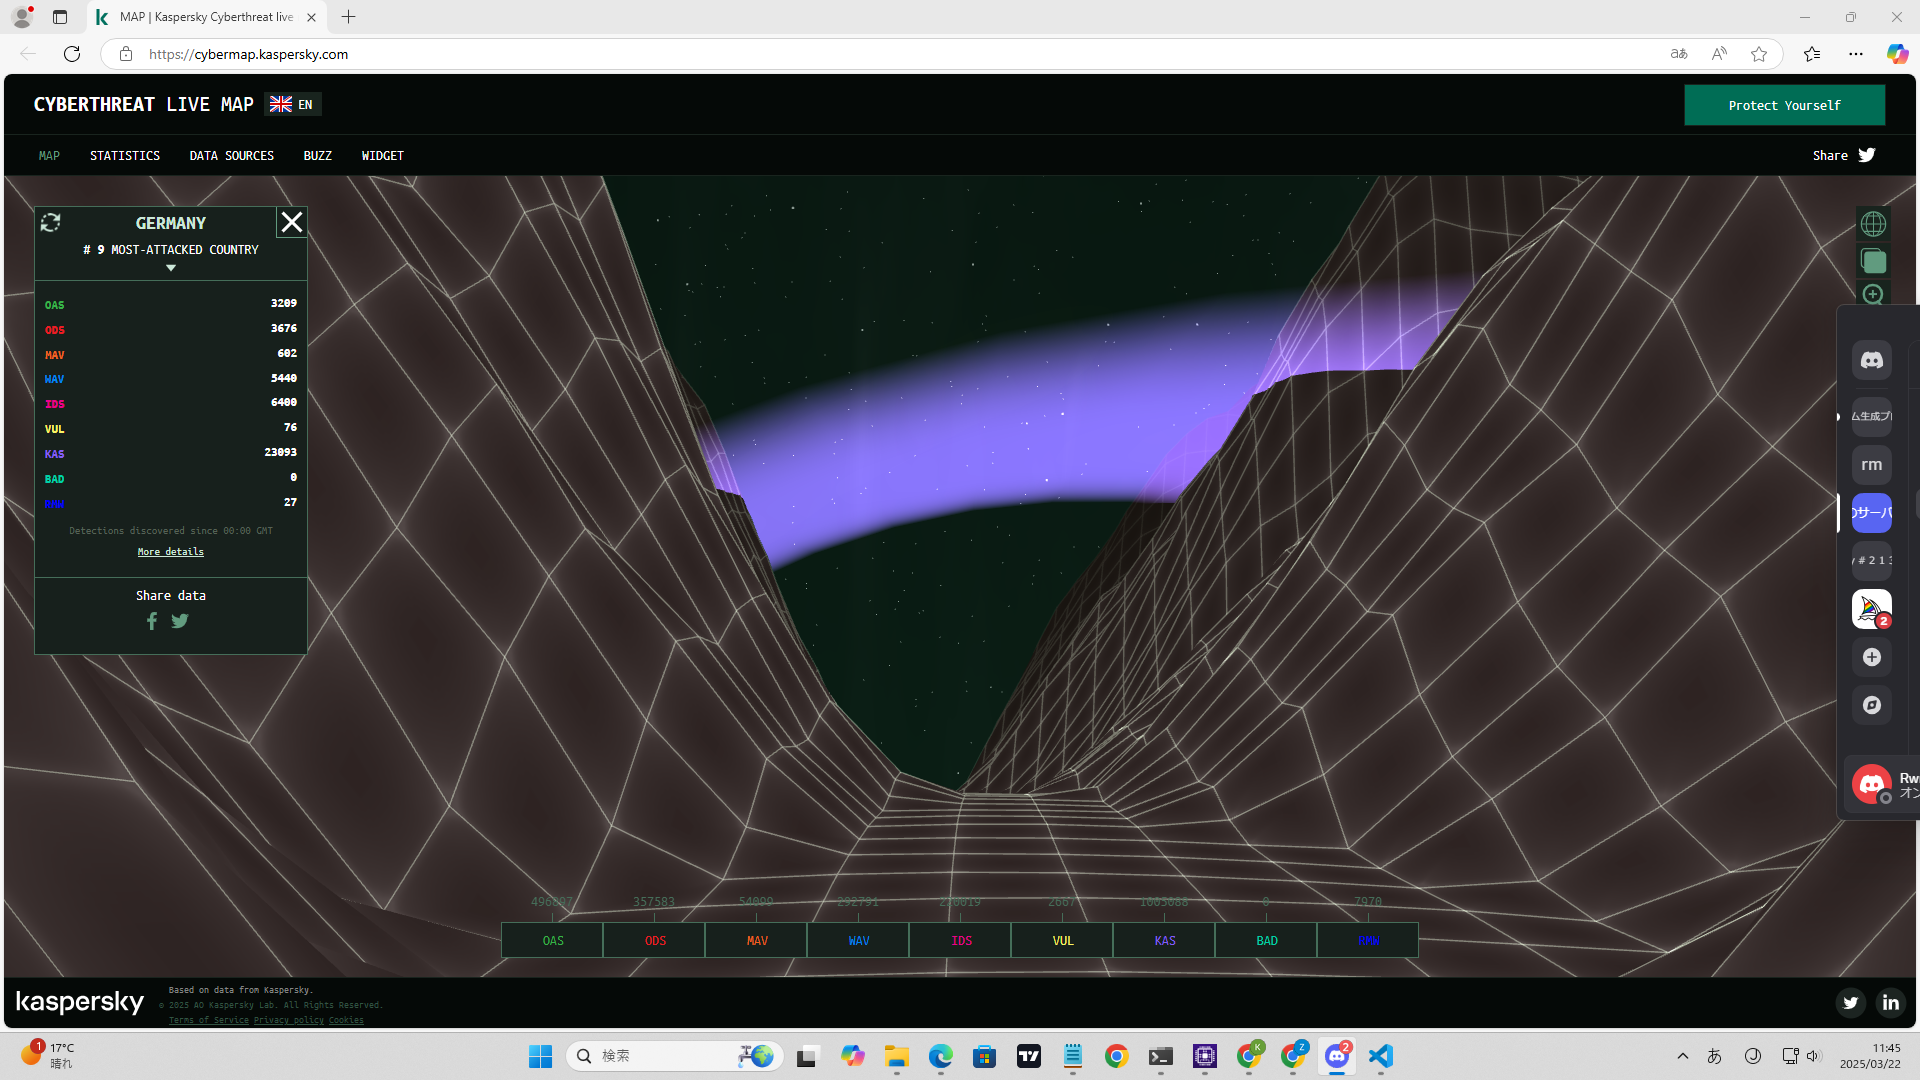 MAP | Kaspersky Cyberthreat live
https://cybermap.kaspersky.com
CYBERTHREAT LIVE MAP EN
Protect Yourself
MAP STATISTICS DATA SOURCES BUZZ WIDGET
Share
GERMANY
# 9 MOST-ATTACKED COUNTRY
OAS 3209
ODS 3676
MAV 602
WAV 5440
IDS 6400
VUL 76
KAS 23093
BAD 0
RMW 27
Detections discovered since 00:00 GMT
More details
Share data
ム生成プ
rm
のサーバ
y # 2 1 3
2
Rw
オン
357583 54099 292791 0 7970
OAS ODS MAV WAV IDS VUL KAS BAD RMW
kaspersky
Based on data from Kaspersky.
© 2025 AO Kaspersky Lab. All Rights Reserved.
Terms of Service Privacy policy Cookies
1
17°C
晴れ
検索
K
Z
2
あ
11:45
2025/03/22